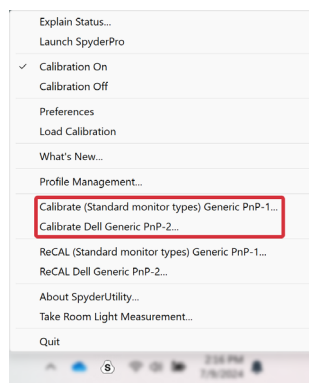 Explain Status...
Launch SpyderPro
Calibration On
Calibration Off
Preferences
Load Calibration
What's New...
Profile Management...
Calibrate (Standard monitor types) Generic PnP-1...
Calibrate Dell Generic PnP-2...
ReCAL (Standard monitor types) Generic PnP-1...
ReCAL Dell Generic PnP-2...
About SpyderUtility...
Take Room Light Measurement...
Quit
S
2:16 PM
7/9/2024